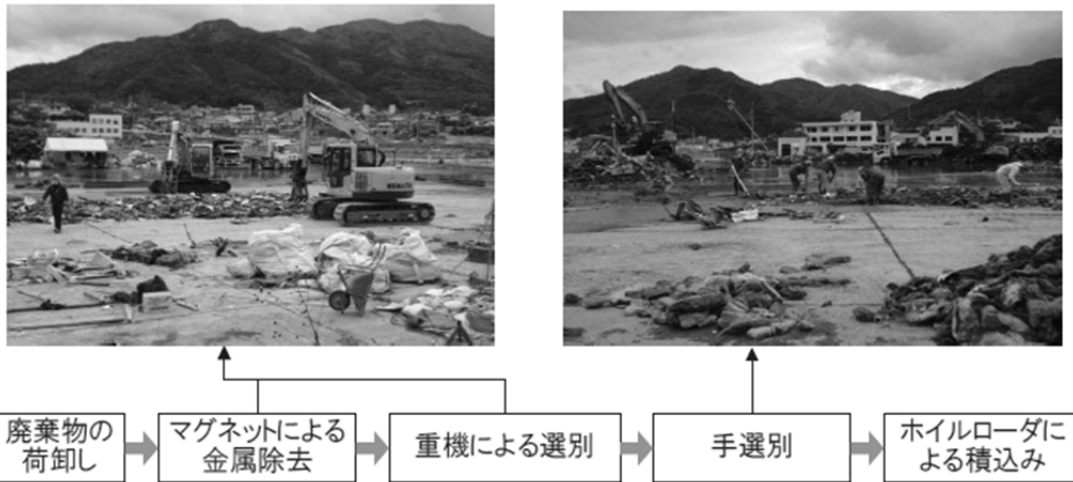 KOMATSU
廃棄物の
荷卸し
マグネットによる
金属除去
重機による選別
手選別
ホイルローダに
よる積込み